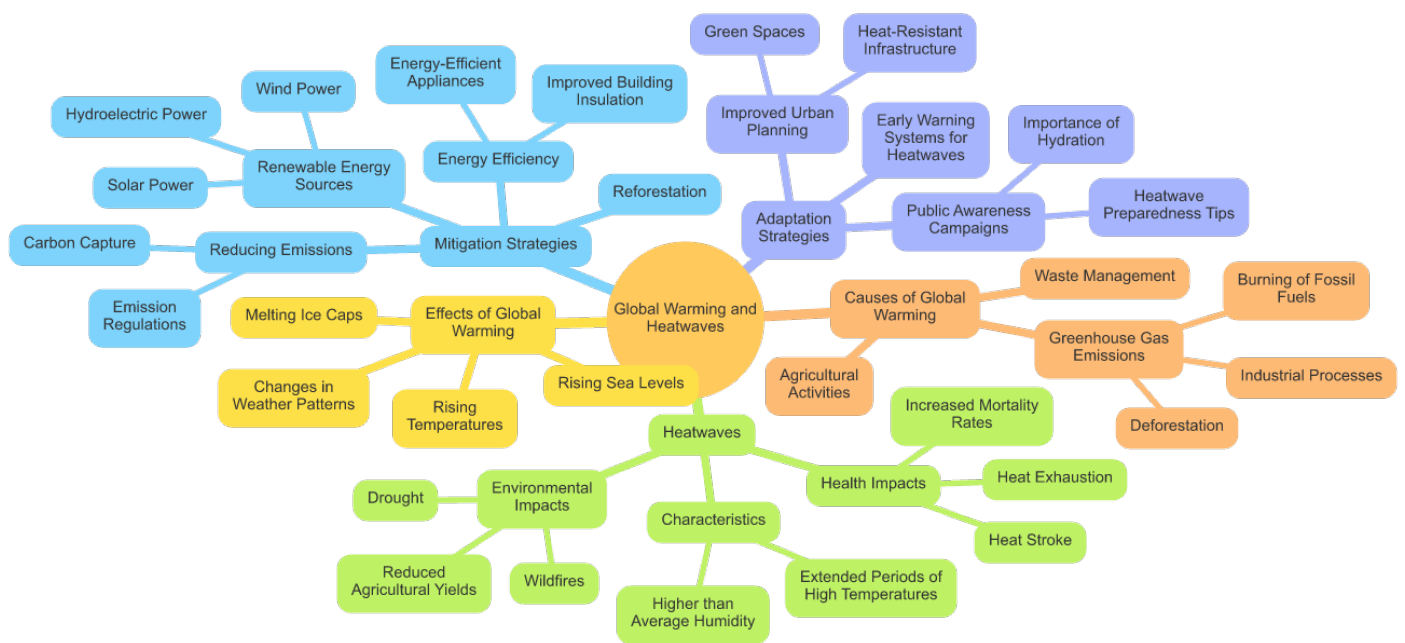 Global Warming and
Heatwaves
Mitigation Strategies
Renewable Energy
Sources
Wind Power
Hydroelectric Power
Solar Power
Energy Efficiency
Energy-Efficient
Appliances
Improved Building
Insulation
Reforestation
Reducing Emissions
Carbon Capture
Emission
Regulations
Adaptation
Strategies
Improved Urban
Planning
Green Spaces
Heat-Resistant
Infrastructure
Early Warning
Systems for
Heatwaves
Public Awareness
Campaigns
Importance of
Hydration
Heatwave
Preparedness Tips
Causes of Global
Warming
Waste Management
Greenhouse Gas
Emissions
Burning of Fossil
Fuels
Industrial Processes
Deforestation
Agricultural
Activities
Effects of Global
Warming
Melting Ice Caps
Changes in
Weather Patterns
Rising
Temperatures
Rising Sea Levels
Heatwaves
Environmental
Impacts
Drought
Reduced
Agricultural Yields
Wildfires
Characteristics
Higher than
Average Humidity
Extended Periods of
High Temperatures
Health Impacts
Increased Mortality
Rates
Heat Exhaustion
Heat Stroke